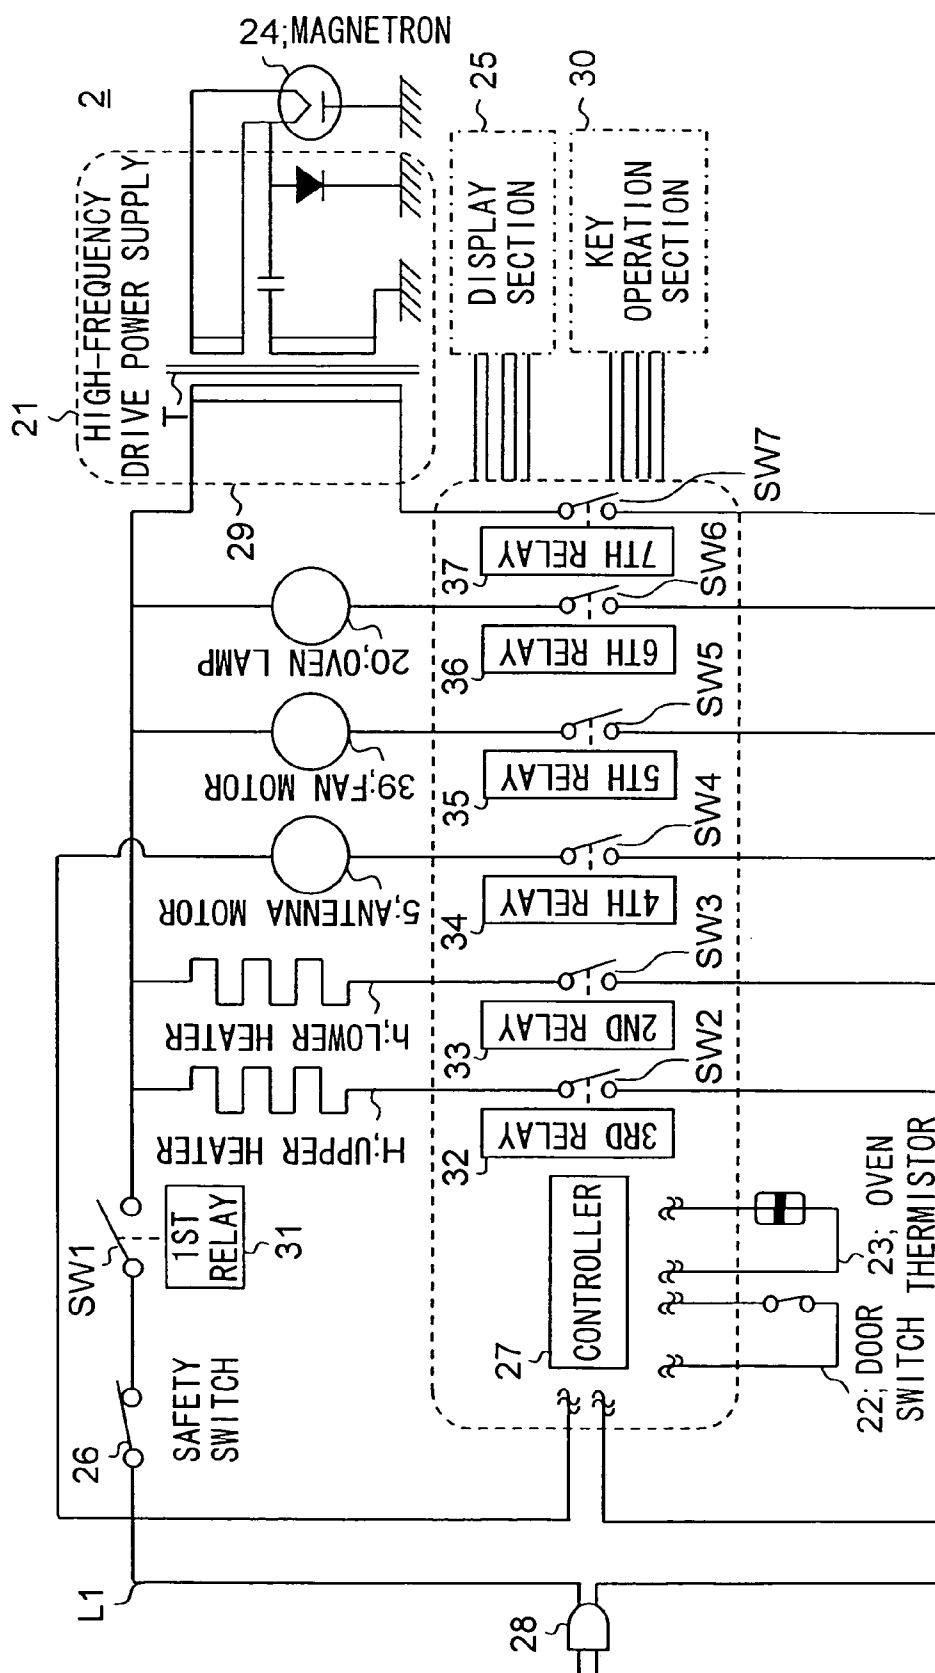 2
24;MAGNETRON
21
HIGH-FREQUENCY
DRIVE POWER SUPPLY
T
29
25
DISPLAY
SECTION
30
KEY
OPERATION
SECTION
L1
26
SAFETY
SWITCH
SW1
1ST
RELAY
31
H;UPPER HEATER
h;LOWER HEATER
5;ANTENNA MOTOR
39;FAN MOTOR
20;OVEN LAMP
28
27
CONTROLLER
32
3RD RELAY
SW2
33
2ND RELAY
SW3
34
4TH RELAY
SW4
35
5TH RELAY
SW5
36
6TH RELAY
SW6
37
7TH RELAY
SW7
22;DOOR
SWITCH
23; OVEN
THERMISTOR